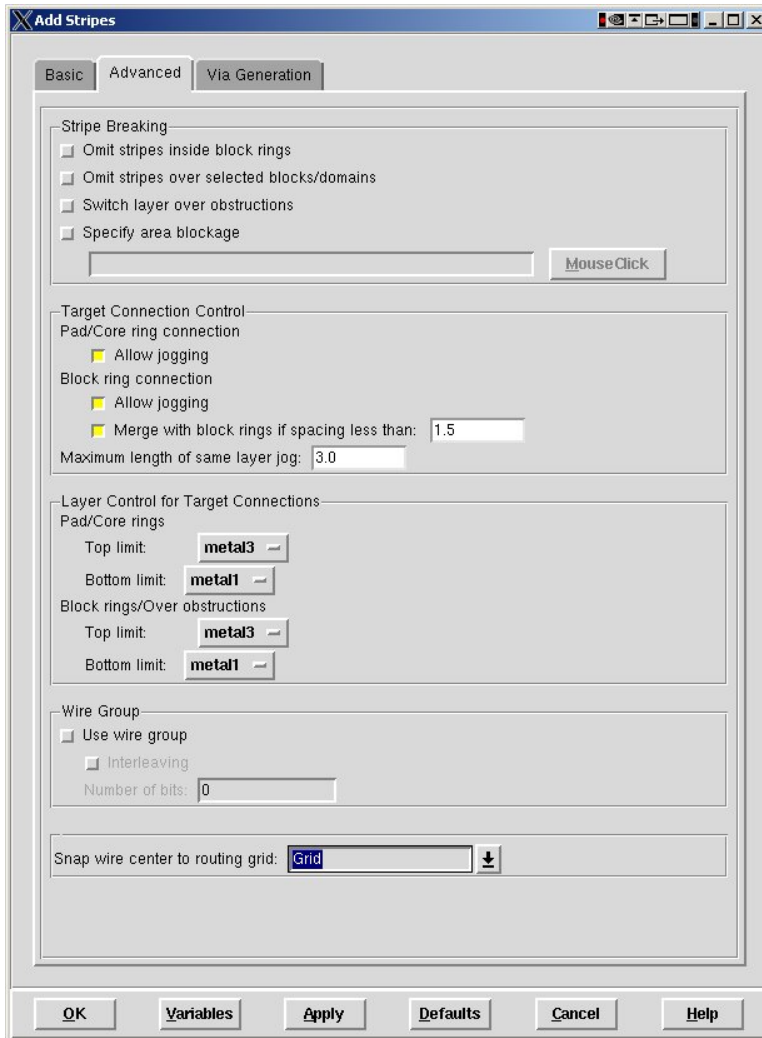 Add Stripes
Basic Advanced Via Generation
Stripe Breaking
Omit stripes inside block rings
Omit stripes over selected blocks/domains
Switch layer over obstructions
Specify area blockage
MouseClick
Target Connection Control
Pad/Core ring connection
Allow jogging
Block ring connection
Allow jogging
Merge with block rings if spacing less than: 1.5
Maximum length of same layer jog: 3.0
Layer Control for Target Connections
Pad/Core rings
Top limit: metal3
Bottom limit: metal1
Block rings/Over obstructions
Top limit: metal3
Bottom limit: metal1
Wire Group
Use wire group
Interleaving
Number of bits: 0
Snap wire center to routing grid: Grid
OK Variables Apply Defaults Cancel Help